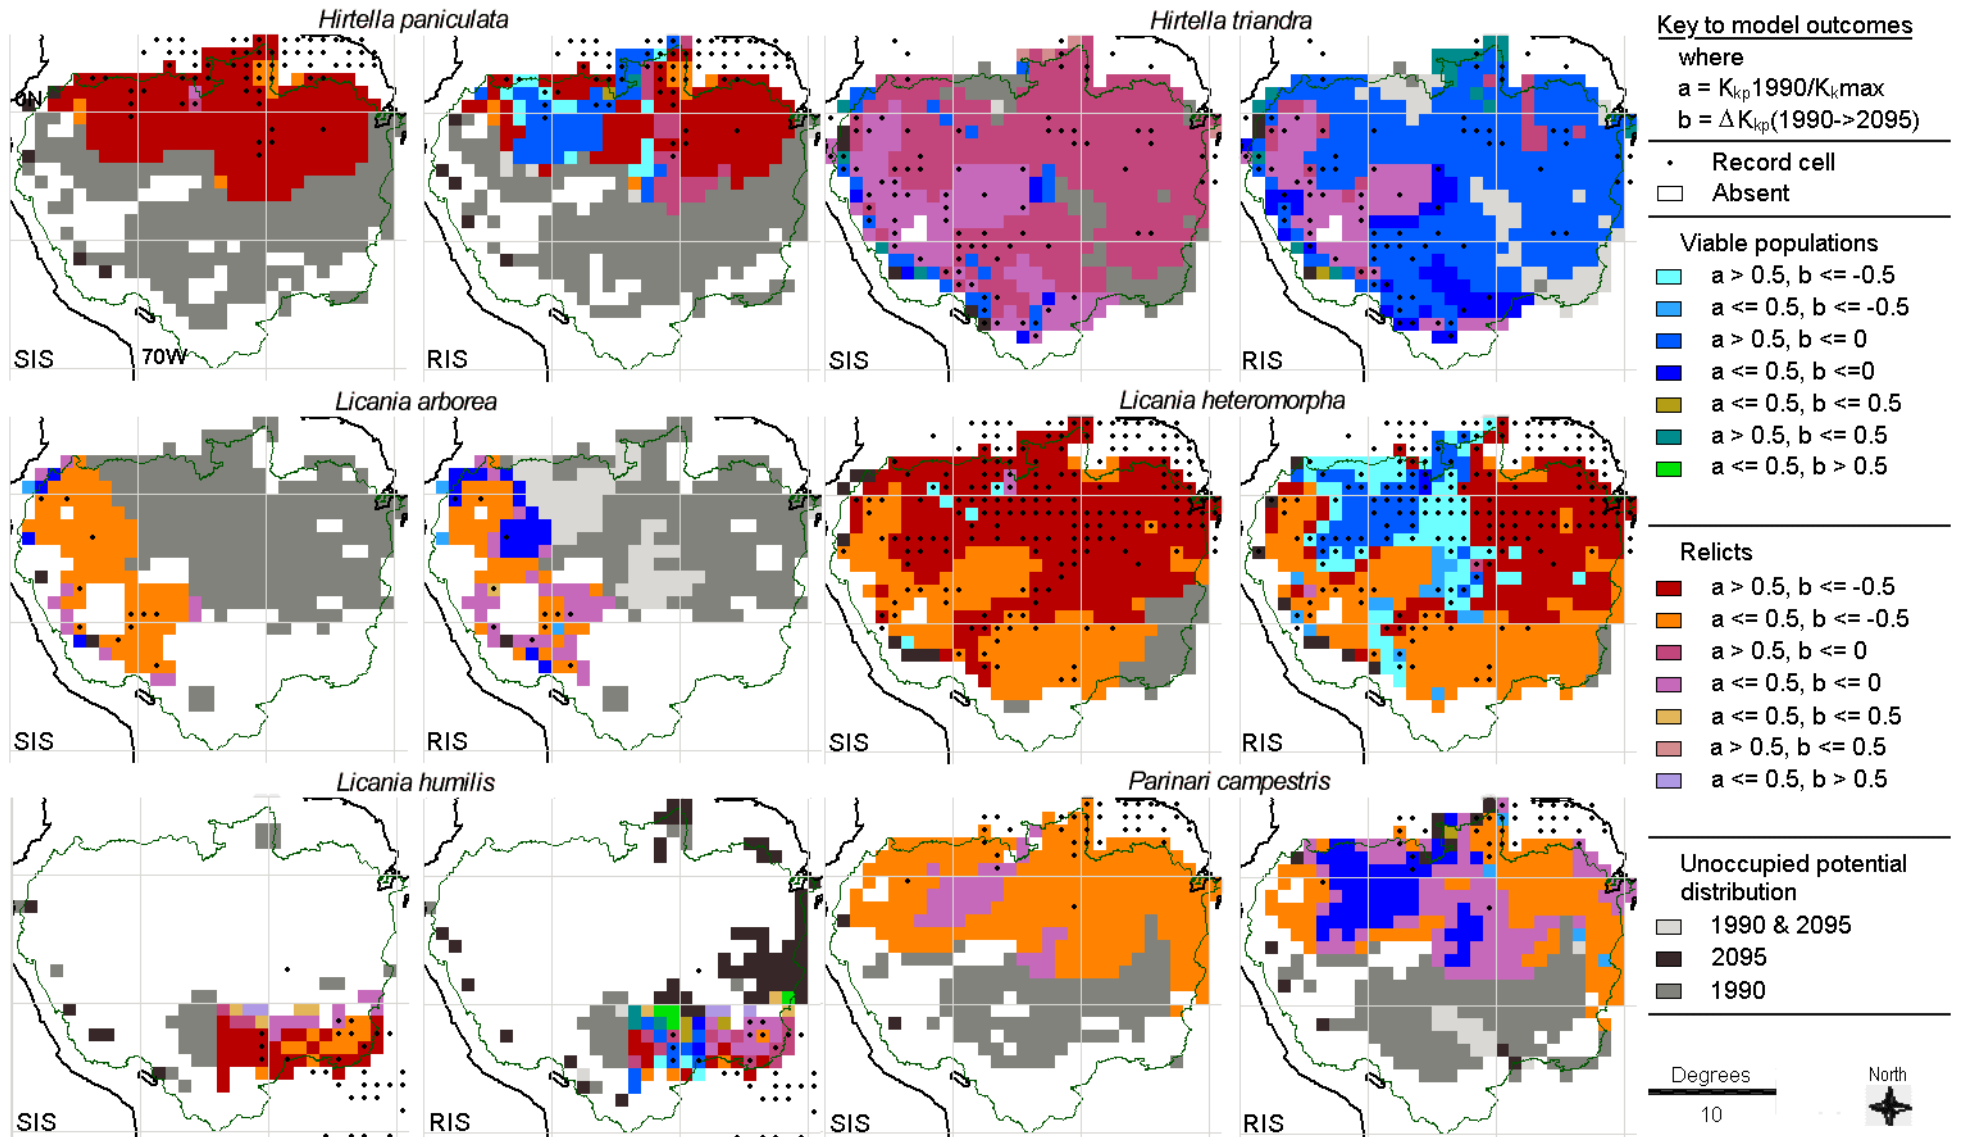 Hirtella paniculata
Hirtella triandra
0N
SIS
70W
RIS
SIS
RIS
Licania arborea
Licania heteromorpha
SIS
RIS
SIS
RIS
Licania humilis
Parinari campestris
SIS
RIS
SIS
RIS
Key to model outcomes
where
a = Kkp1990/Kkmax
b = ΔKkp(1990->2095)
Record cell
Absent
Viable populations
a > 0.5, b <= -0.5
a <= 0.5, b <= -0.5
a > 0.5, b <= 0
a <= 0.5, b <=0
a <= 0.5, b <= 0.5
a > 0.5, b <= 0.5
a <= 0.5, b > 0.5
Relicts
a > 0.5, b <= -0.5
a <= 0.5, b <= -0.5
a > 0.5, b <= 0
a <= 0.5, b <= 0
a <= 0.5, b <= 0.5
a > 0.5, b <= 0.5
a <= 0.5, b > 0.5
Unoccupied potential
distribution
1990 & 2095
2095
1990
Degrees
10
North